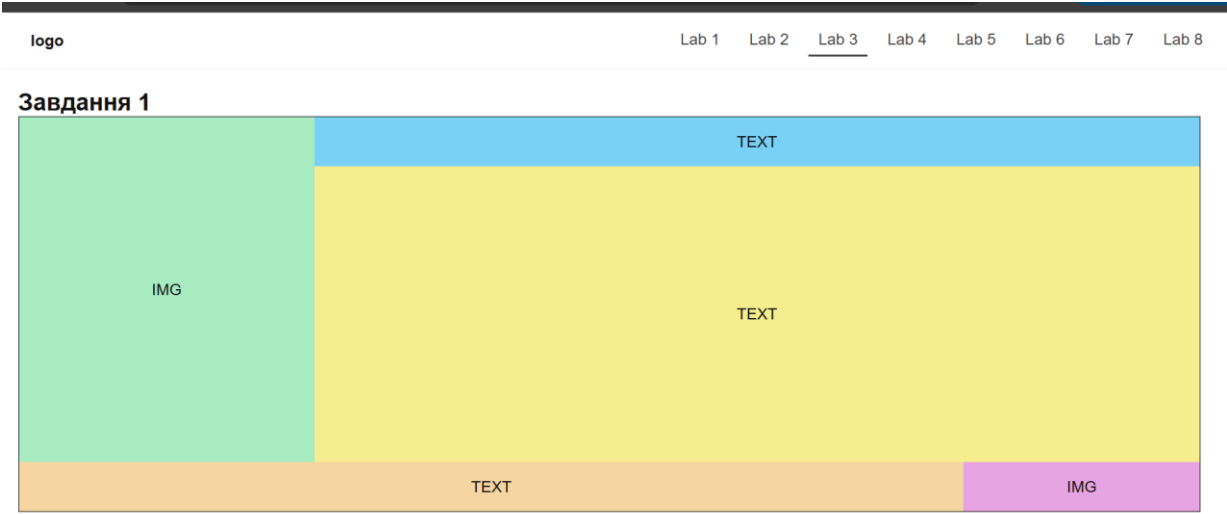 logo Lab 1 Lab 2 Lab 3 Lab 4 Lab 5 Lab 6 Lab 7 Lab 8
Завдання 1
TEXT
IMG
TEXT
TEXT IMG